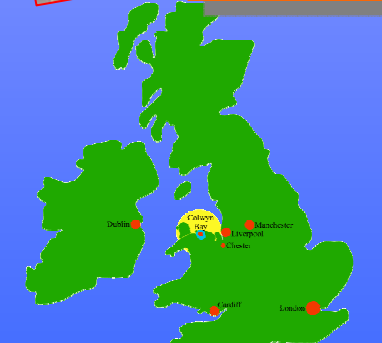 Colwyn
Bay
Dublin
Manchester
Liverpool
Chester
Cardiff
London